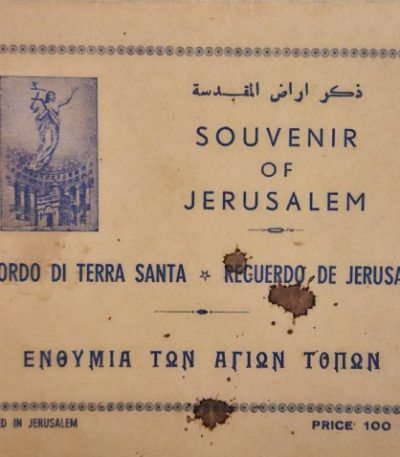 ذكر اراض المقدسة
SOUVENIR
OF
JERUSALEM
ORDO DI TERRA SANTA ★ REGUERDO DE JERUSA
ΕΝΘΥΜΙΑ ΤΩΝ ΑΓΙΩΝ ΤΟΠΩΝ
ED IN JERUSALEM PRICE 100